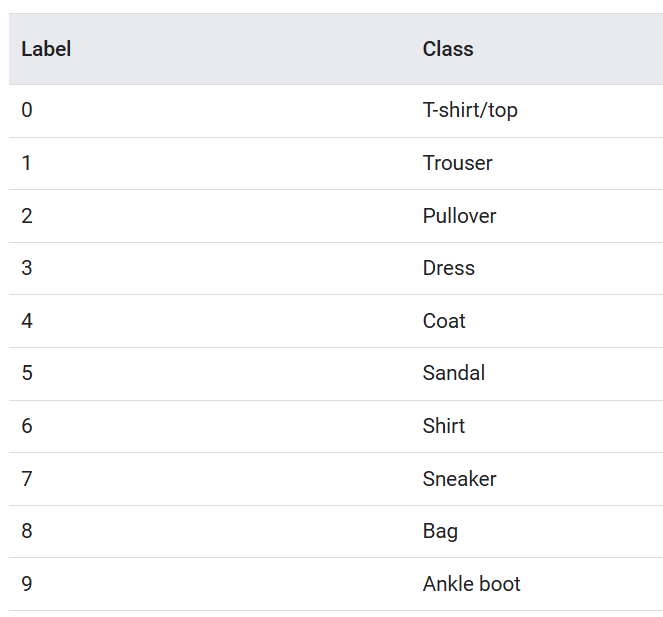 Label Class
0 T-shirt/top
1 Trouser
2 Pullover
3 Dress
4 Coat
5 Sandal
6 Shirt
7 Sneaker
8 Bag
9 Ankle boot